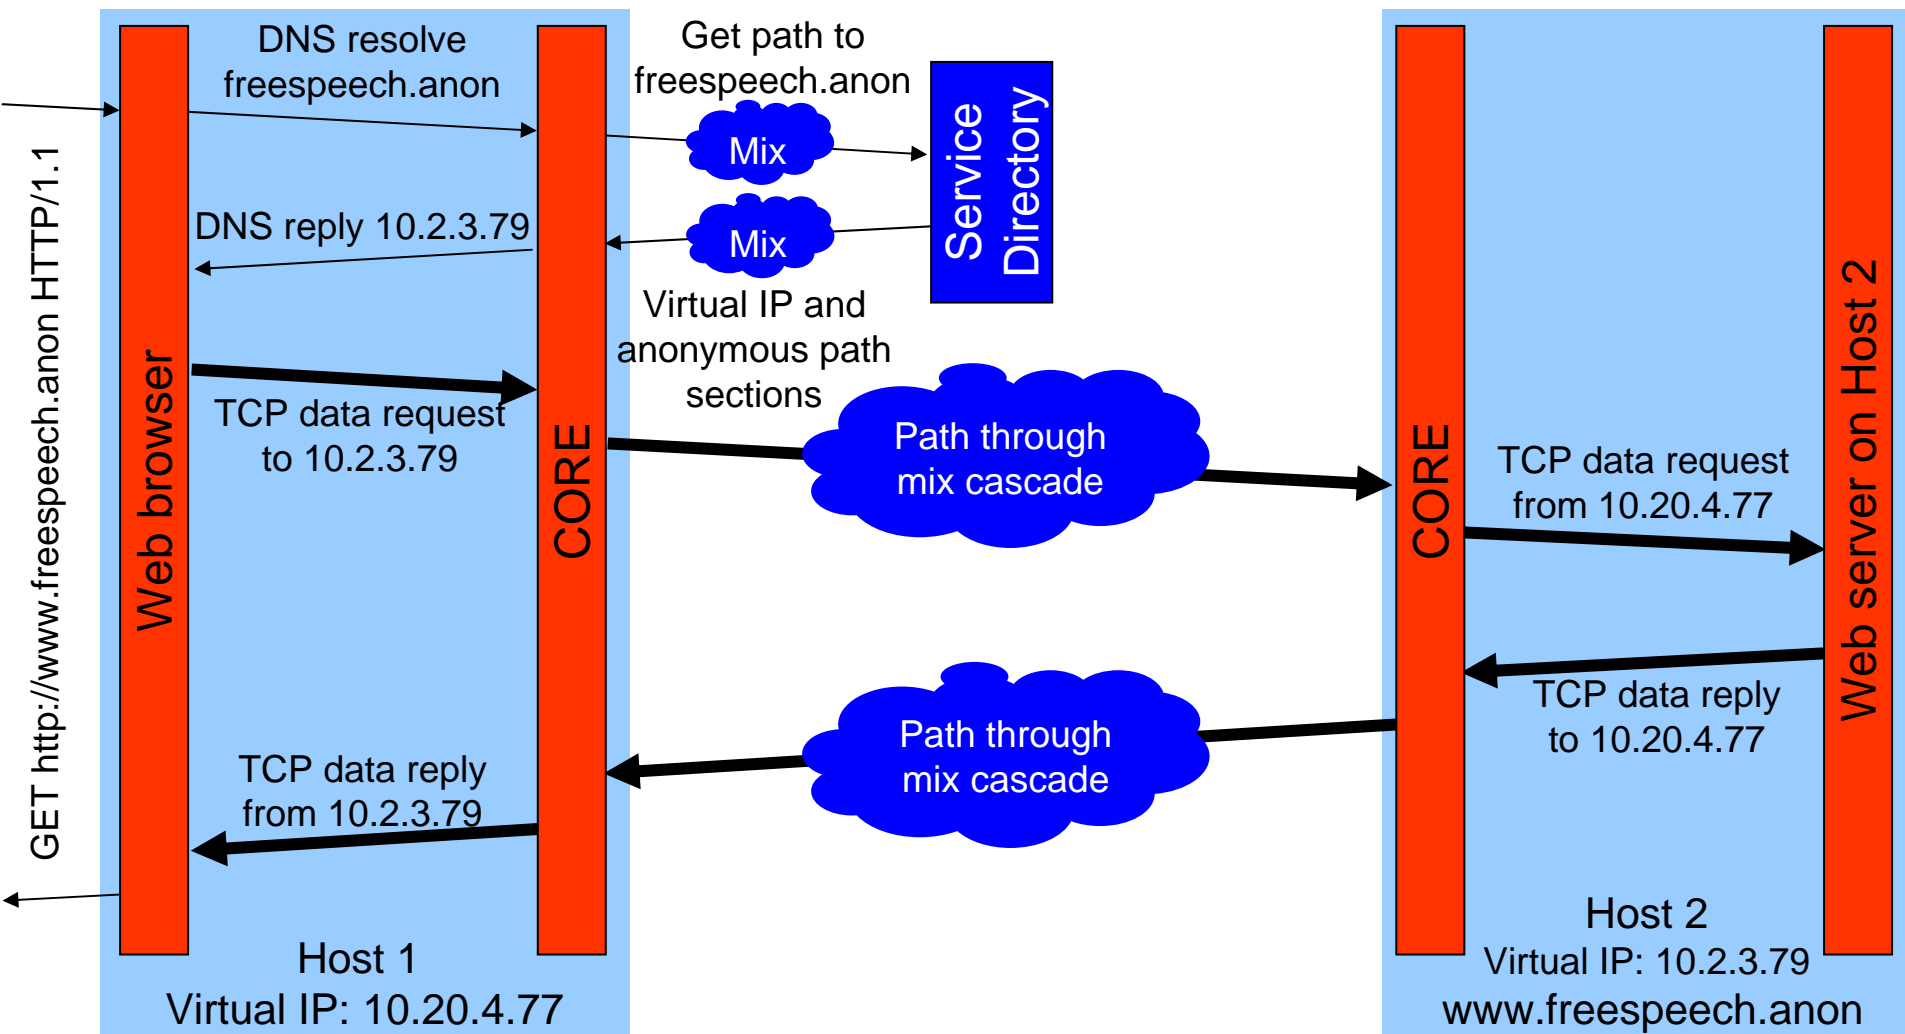 GET http://www.freespeech.anon HTTP/1.1
DNS resolve
freespeech.anon
Get path to
freespeech.anon
Mix
Service
Directory
DNS reply 10.2.3.79
Mix
Virtual IP and
anonymous path
sections
Web browser
CORE
TCP data request
to 10.2.3.79
Path through
mix cascade
CORE
TCP data request
from 10.20.4.77
Web server on Host 2
TCP data reply
to 10.20.4.77
Path through
mix cascade
TCP data reply
from 10.2.3.79
Host 1
Virtual IP: 10.20.4.77
Host 2
Virtual IP: 10.2.3.79
www.freespeech.anon